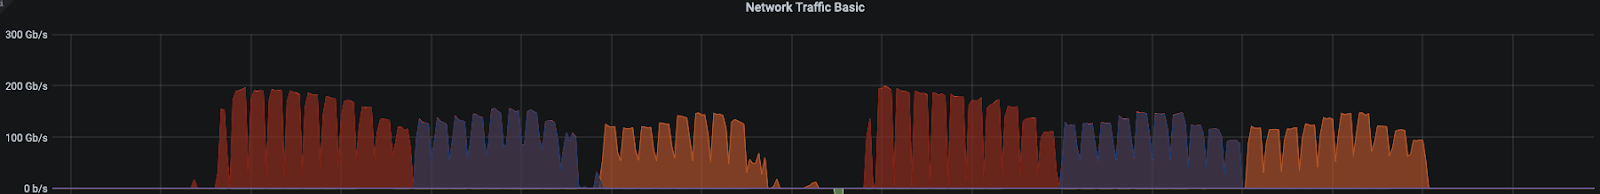 Network Traffic Basic
300 Gb/s
200 Gb/s
100 Gb/s
0 b/s